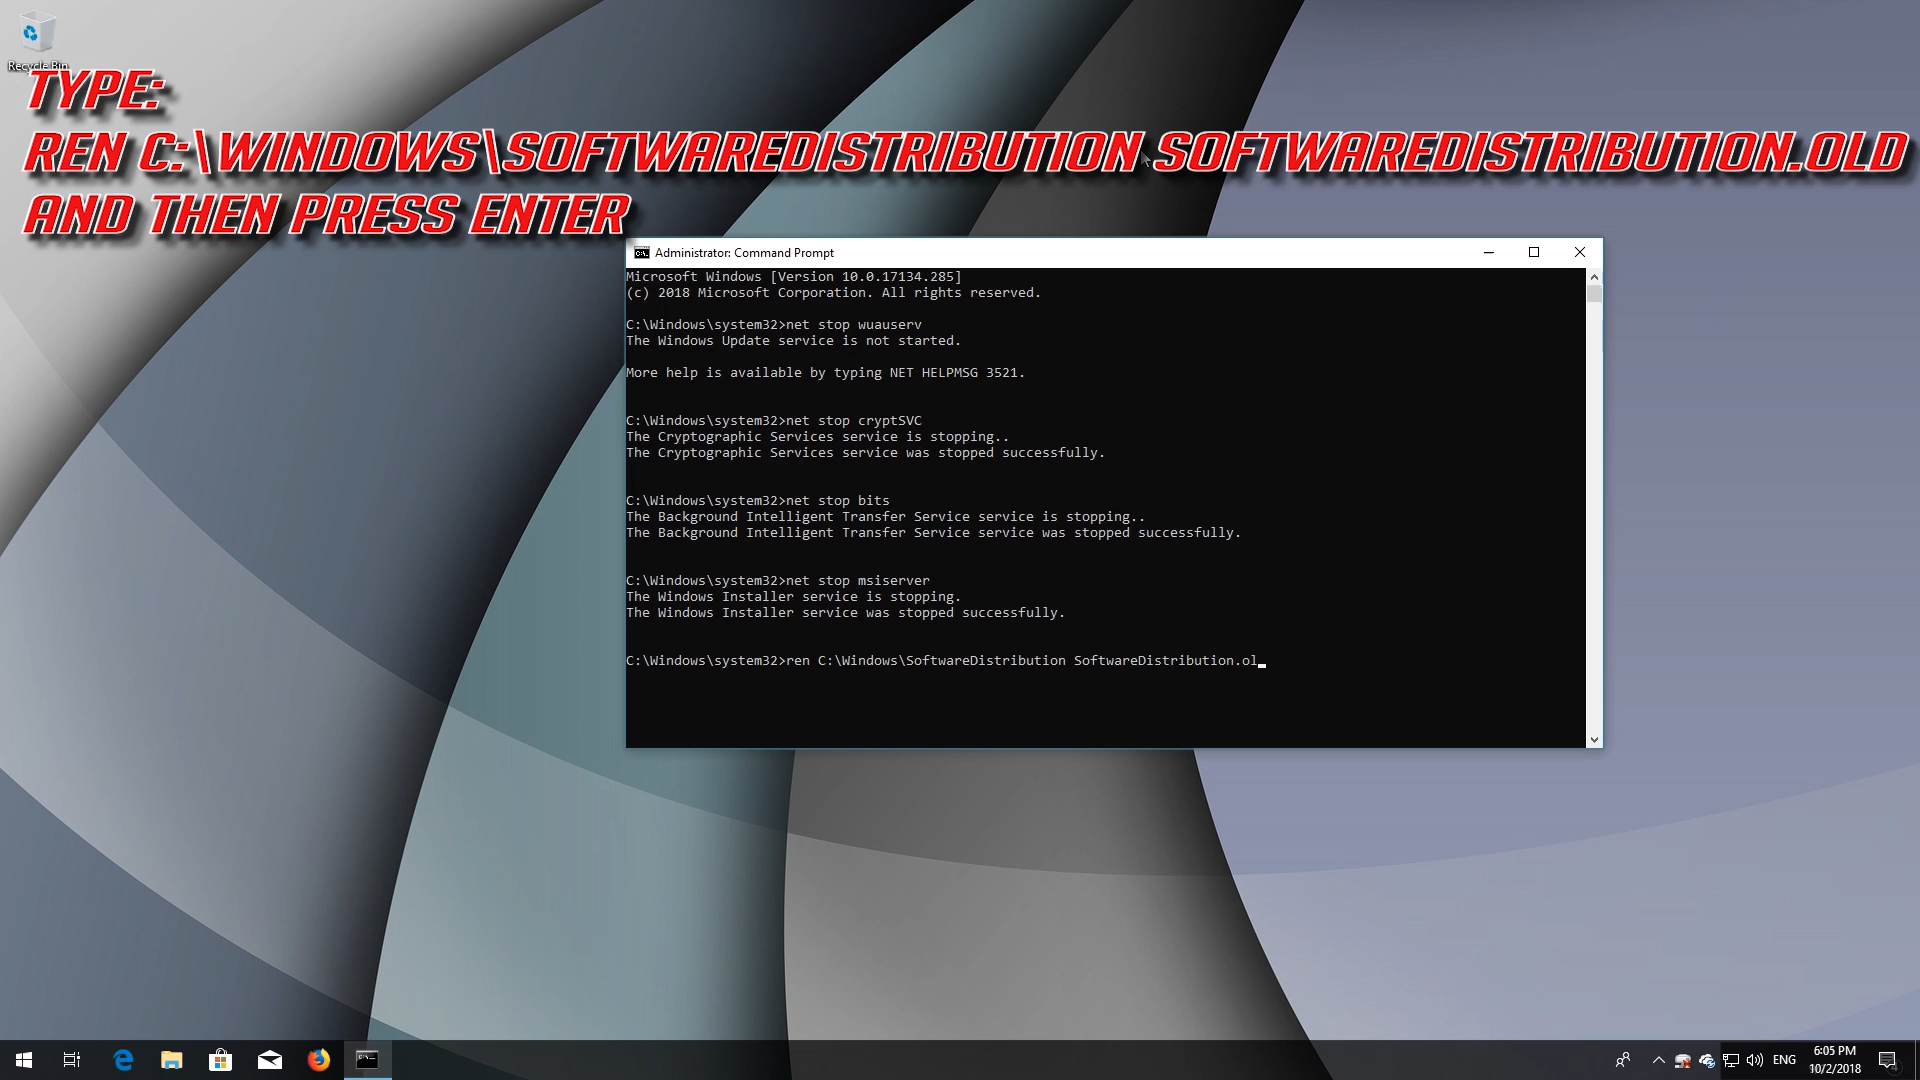 Recycle Bin
TYPE:
REN C:\WINDOWS\SOFTWAREDISTRIBUTION SOFTWAREDISTRIBUTION.OLD
AND THEN PRESS ENTER
Administrator: Command Prompt
Microsoft Windows [Version 10.0.17134.285]
(c) 2018 Microsoft Corporation. All rights reserved.
C:\Windows\system32>net stop wuauserv
The Windows Update service is not started.
More help is available by typing NET HELPMSG 3521.
C:\Windows\system32>net stop cryptSVC
The Cryptographic Services service is stopping..
The Cryptographic Services service was stopped successfully.
C:\Windows\system32>net stop bits
The Background Intelligent Transfer Service service is stopping..
The Background Intelligent Transfer Service service was stopped successfully.
C:\Windows\system32>net stop msiserver
The Windows Installer service is stopping.
The Windows Installer service was stopped successfully.
C:\Windows\system32>ren C:\Windows\SoftwareDistribution SoftwareDistribution.ol_
ENG
6:05 PM
10/2/2018